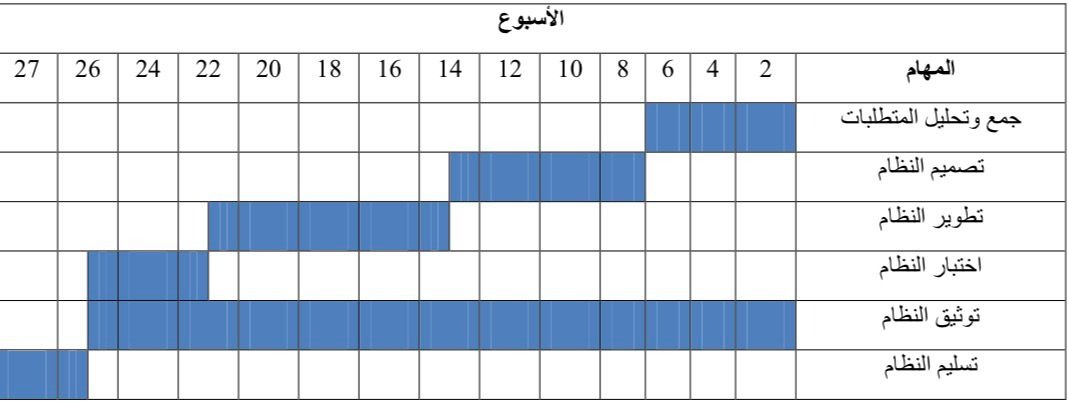 الأسبوع
المهام 2 4 6 8 10 12 14 16 18 20 22 24 26 27
جمع وتحليل المتطلبات
تصميم النظام
تطوير النظام
اختبار النظام
توثيق النظام
تسليم النظام